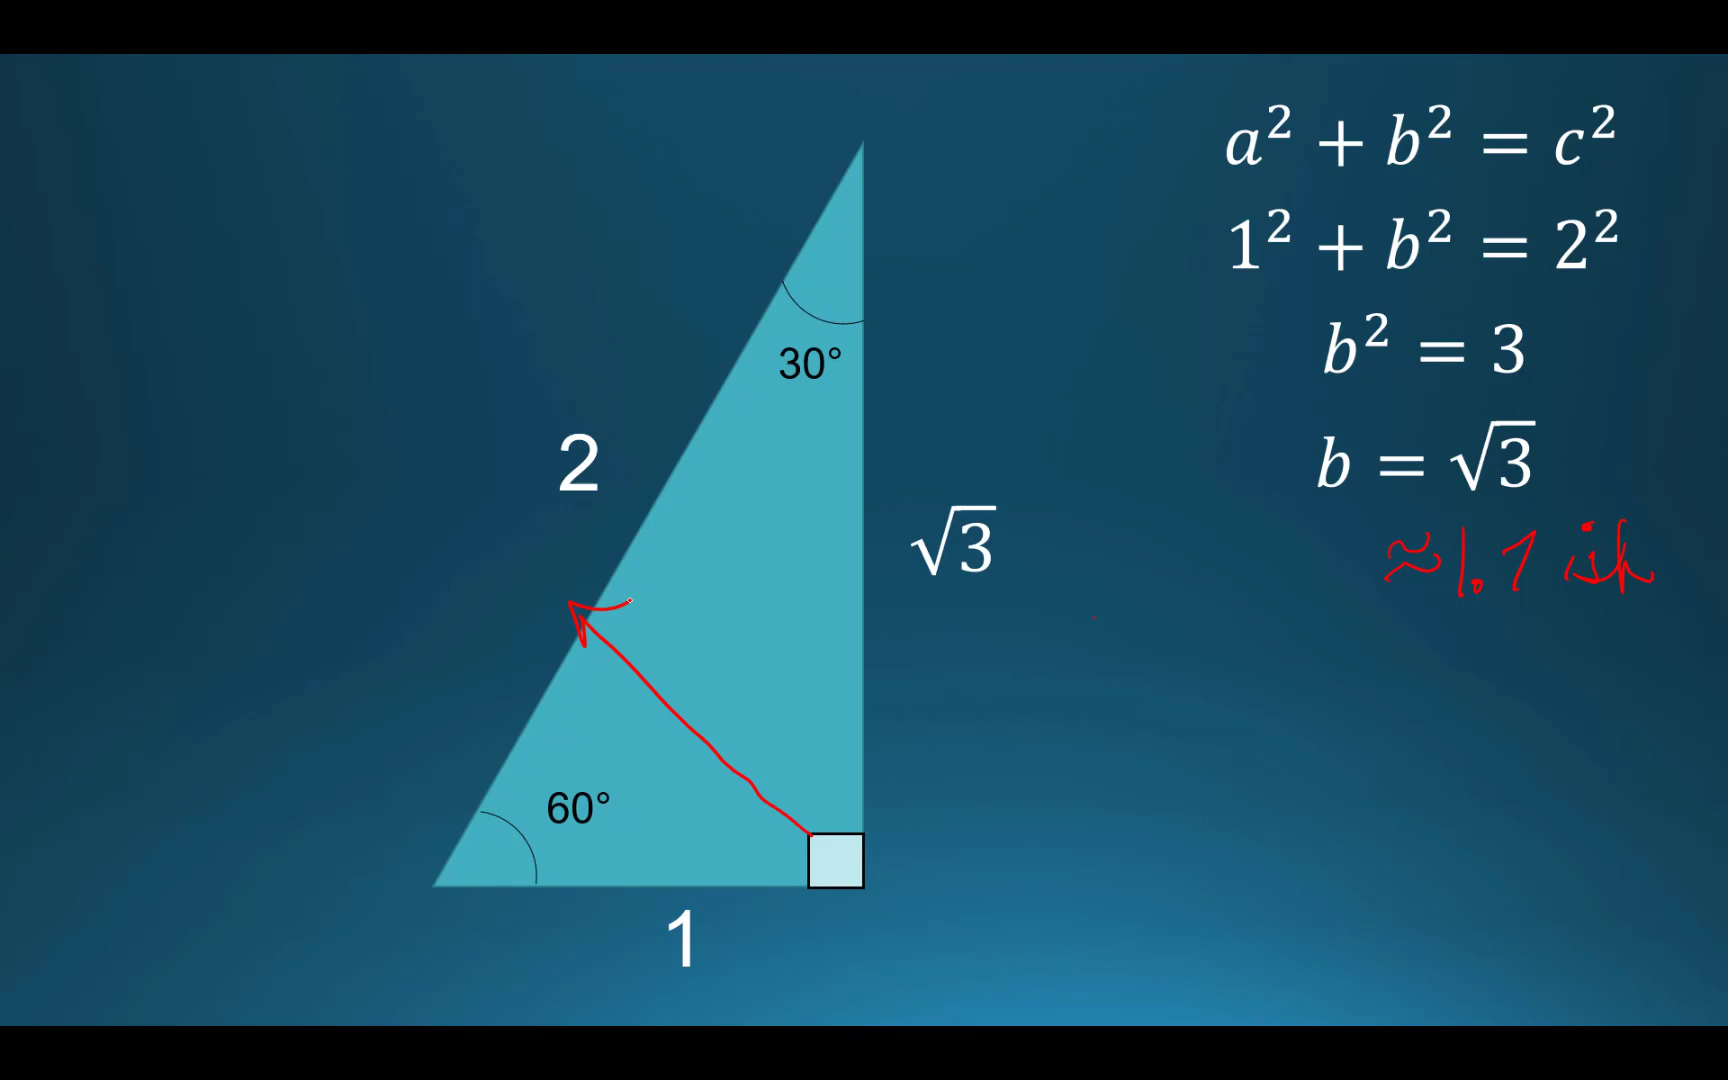 a² + b² = c²
1² + b² = 2²
b² = 3
b = √3
≈1.7 ish
30°
2
√3
60°
1